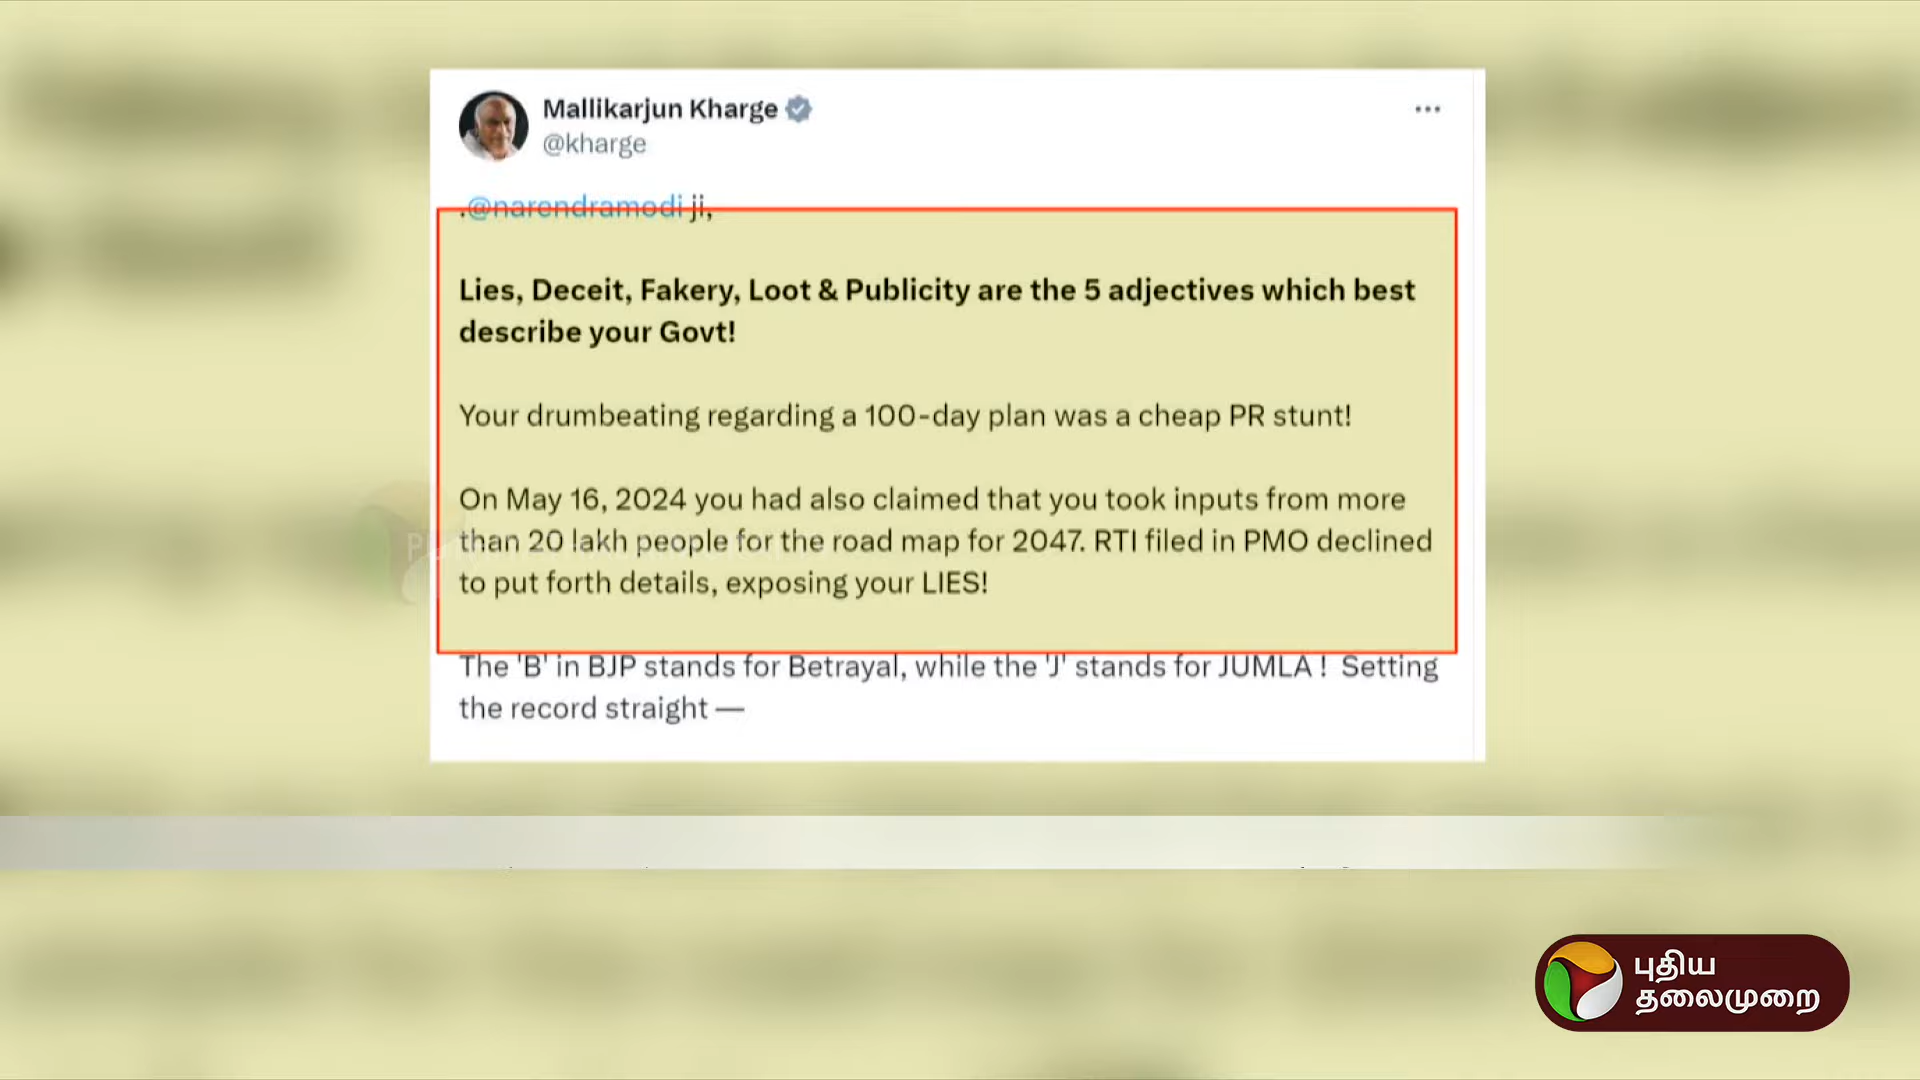 Mallikarjun Kharge
@kharge
.@narendramodi ji,
Lies, Deceit, Fakery, Loot & Publicity are the 5 adjectives which best
describe your Govt!
Your drumbeating regarding a 100-day plan was a cheap PR stunt!
On May 16, 2024 you had also claimed that you took inputs from more
than 20 lakh people for the road map for 2047. RTI filed in PMO declined
to put forth details, exposing your LIES!
The 'B' in BJP stands for Betrayal, while the 'J' stands for JUMLA ! Setting
the record straight —
புதிய
தலைமுறை